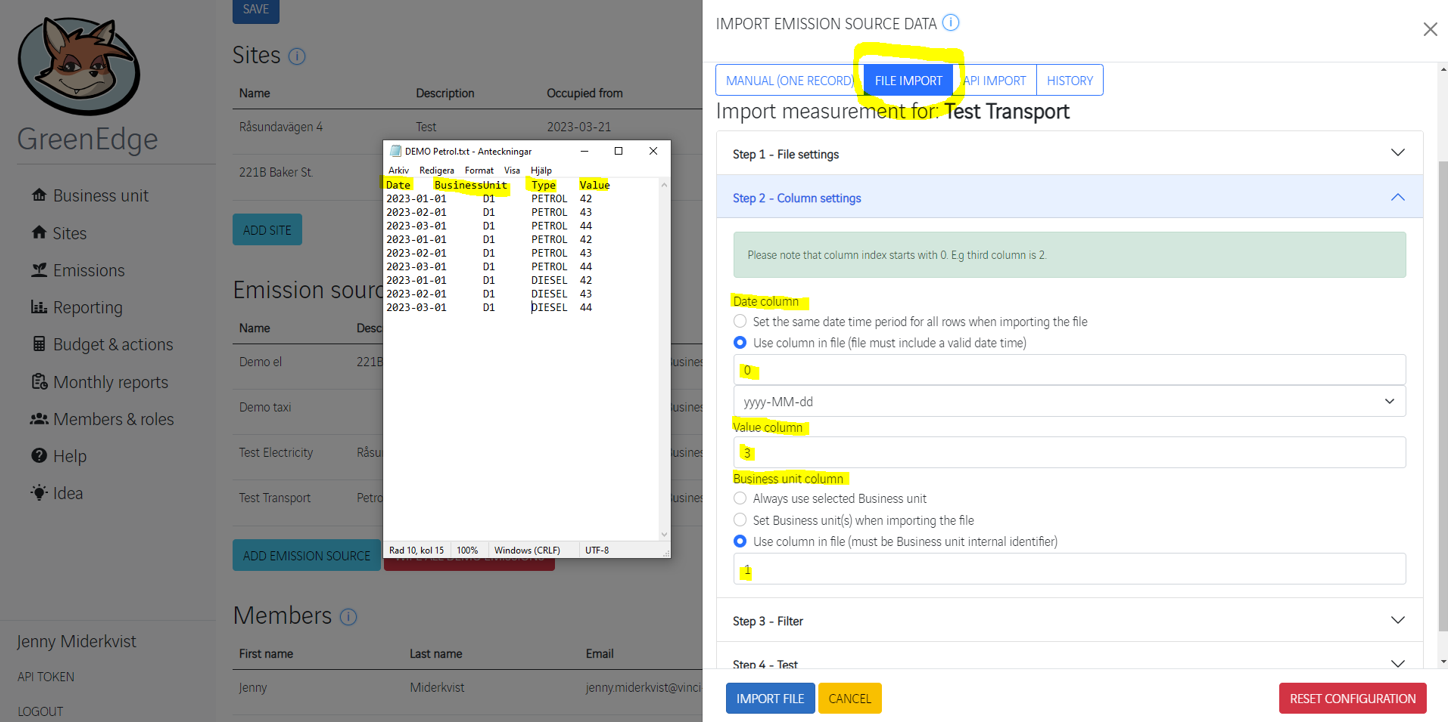 SAVE
Sites
Name Description Occupied from
Råsundavägen 4 Test 2023-03-21
221B Baker St.
ADD SITE
GreenEdge
Business unit
Sites
Emissions
Reporting
Budget & actions
Monthly reports
Members & roles
Help
Idea
Jenny Miderkvist
API TOKEN
LOGOUT
Name
Demo el 221B
Demo taxi
Test Electricity
Test Transport
ADD EMISSION SOURCE
Members
First name Last name Email
Jenny Miderkvist
DEMO Petrol.txt - Anteckningar
Arkiv Redigera Format Visa Hjälp
Date BusinessUnit Type Value
2023-01-01 D1 PETROL 42
2023-02-01 D1 PETROL 43
2023-03-01 D1 PETROL 44
2023-01-01 D1 PETROL 42
2023-02-01 D1 PETROL 43
2023-03-01 D1 PETROL 44
2023-01-01 D1 DIESEL 42
2023-02-01 D1 DIESEL 43
2023-03-01 D1 DIESEL 44
Rad 10, kol 15 100% Windows (CRLF) UTF-8
IMPORT EMISSION SOURCE DATA
MANUAL (ONE RECORD) FILE IMPORT API IMPORT HISTORY
Import measurement for: Test Transport
Step 1 - File settings
Step 2 - Column settings
Please note that column index starts with 0. E.g third column is 2.
Date column
Set the same date time period for all rows when importing the file
Use column in file (file must include a valid date time)
0
yyyy-MM-dd
Value column
3
Business unit column
Always use selected Business unit
Set Business unit(s) when importing the file
Use column in file (must be Business unit internal identifier)
1
Step 3 - Filter
Step 4 - Test
IMPORT FILE CANCEL RESET CONFIGURATION